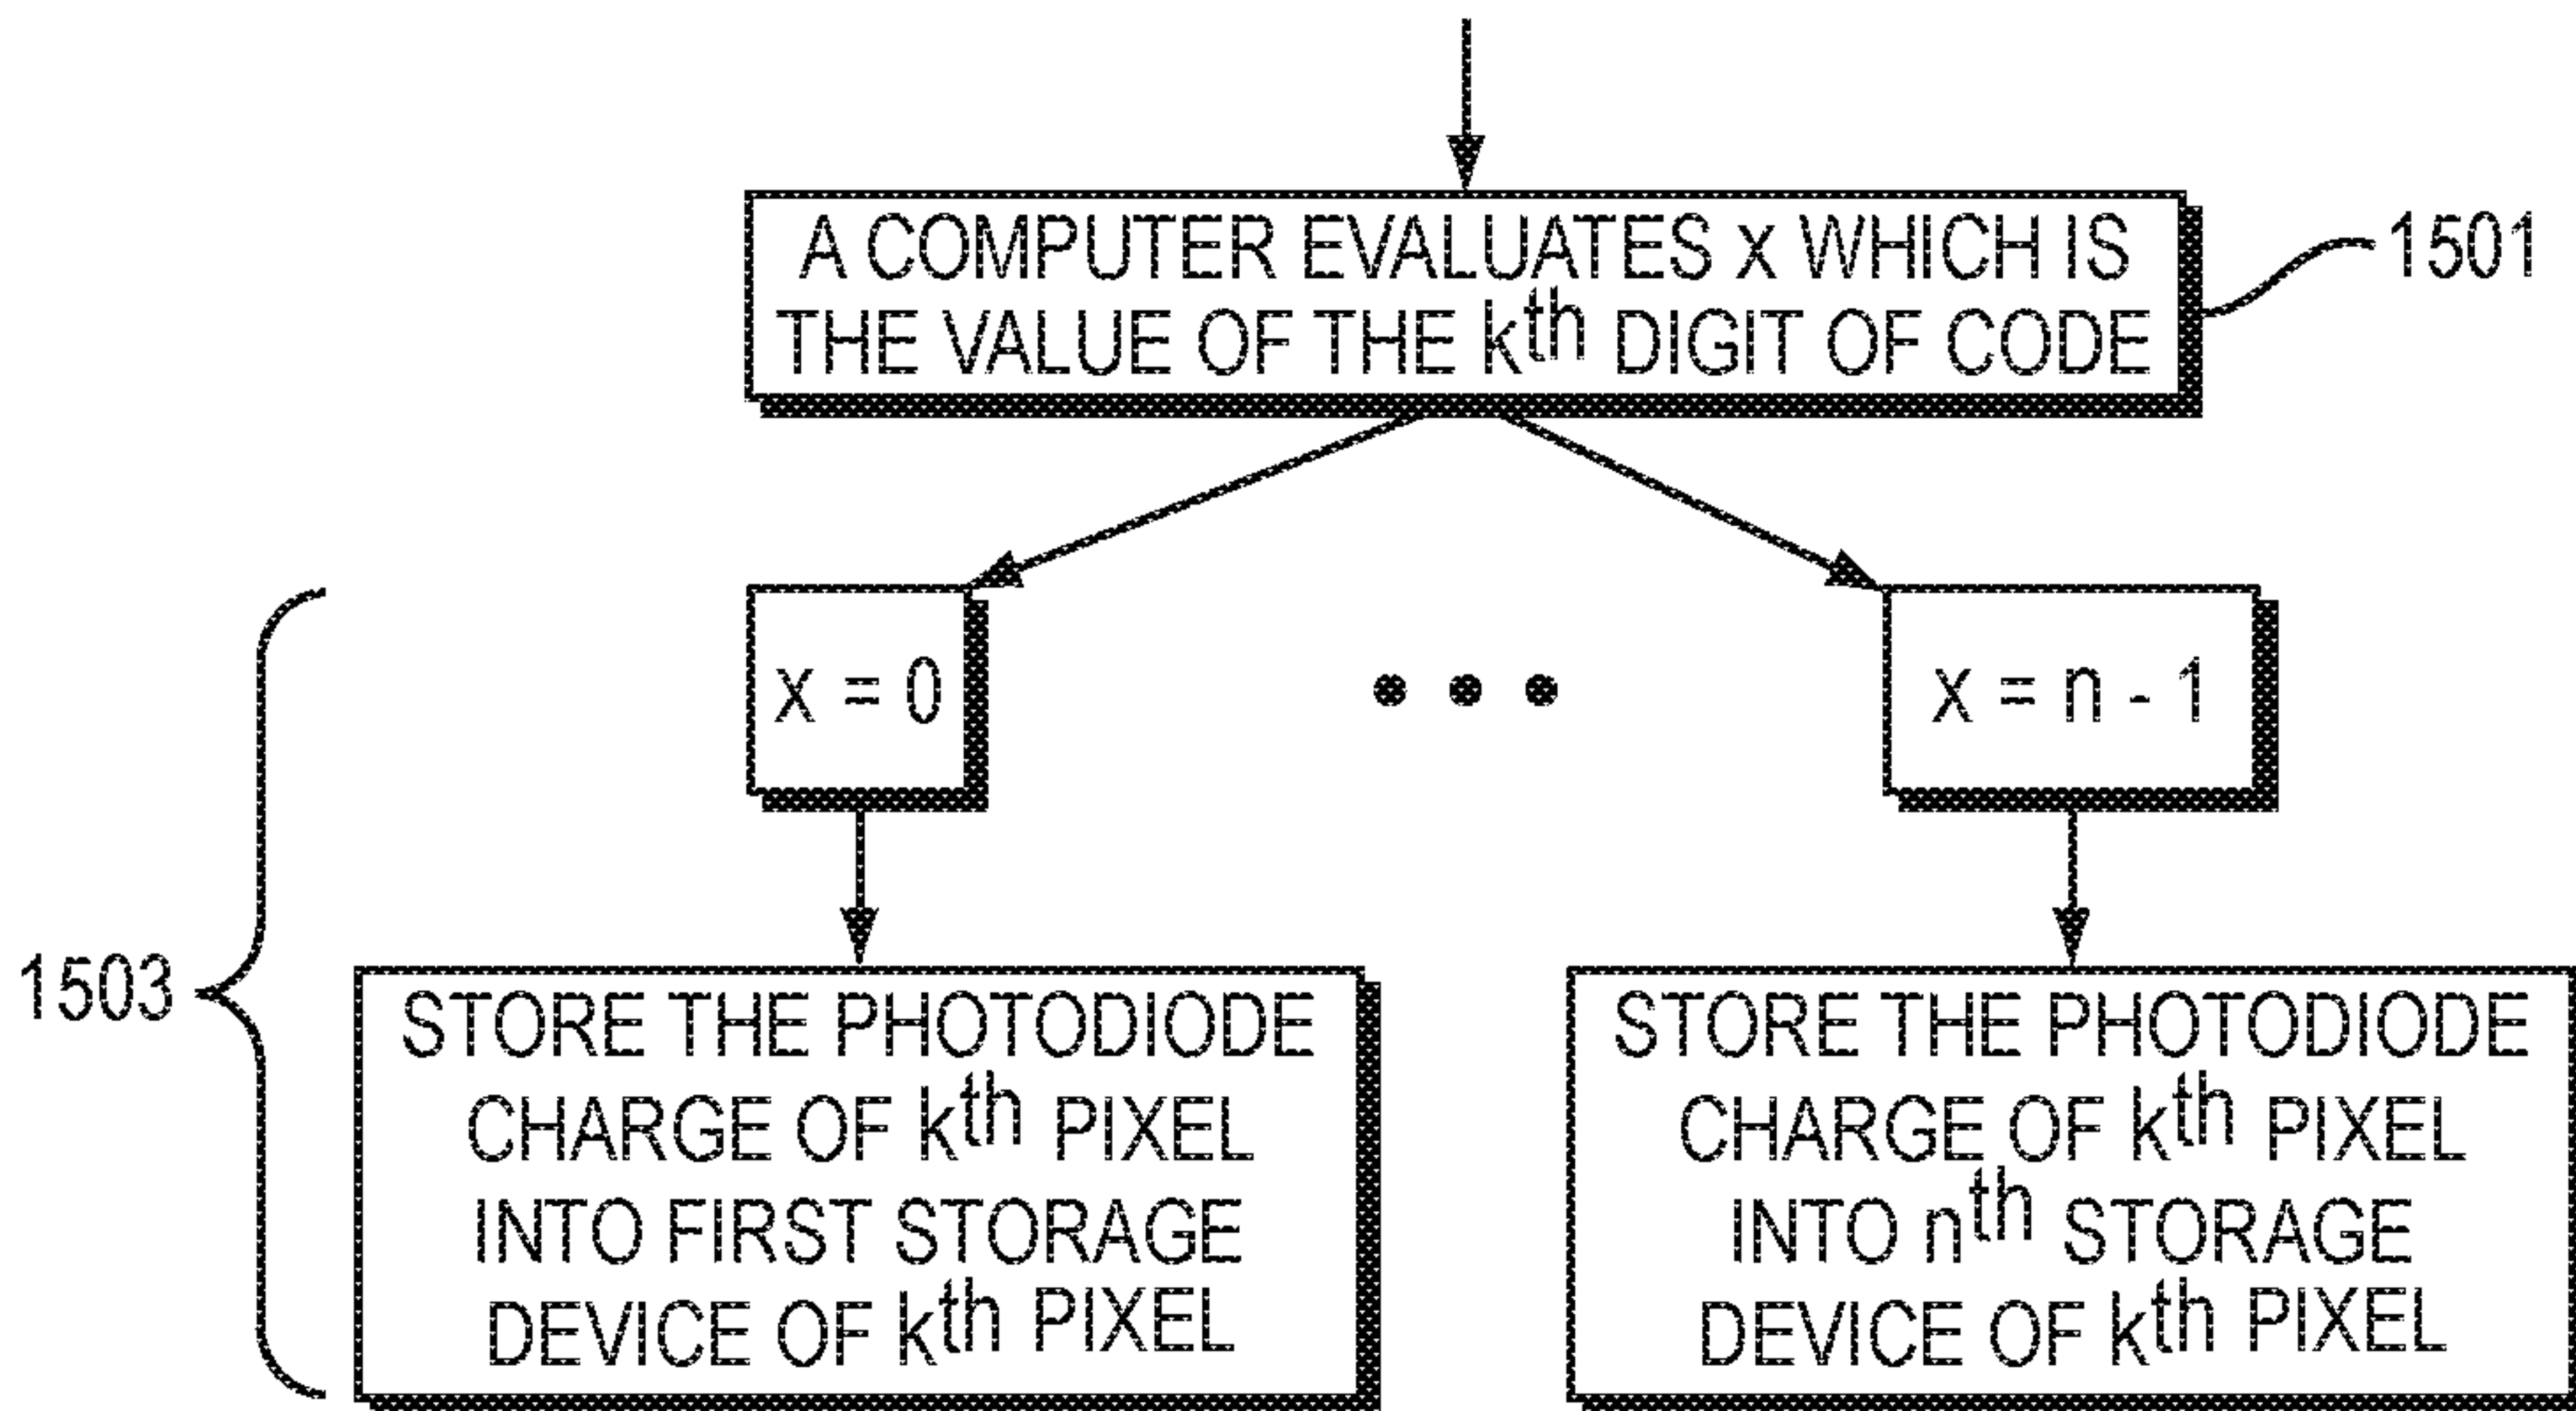 A COMPUTER EVALUATES x WHICH IS
THE VALUE OF THE kth DIGIT OF CODE
1501
x = 0
• • •
x = n - 1
1503
STORE THE PHOTODIODE
CHARGE OF kth PIXEL
INTO FIRST STORAGE
DEVICE OF kth PIXEL
STORE THE PHOTODIODE
CHARGE OF kth PIXEL
INTO nth STORAGE
DEVICE OF kth PIXEL